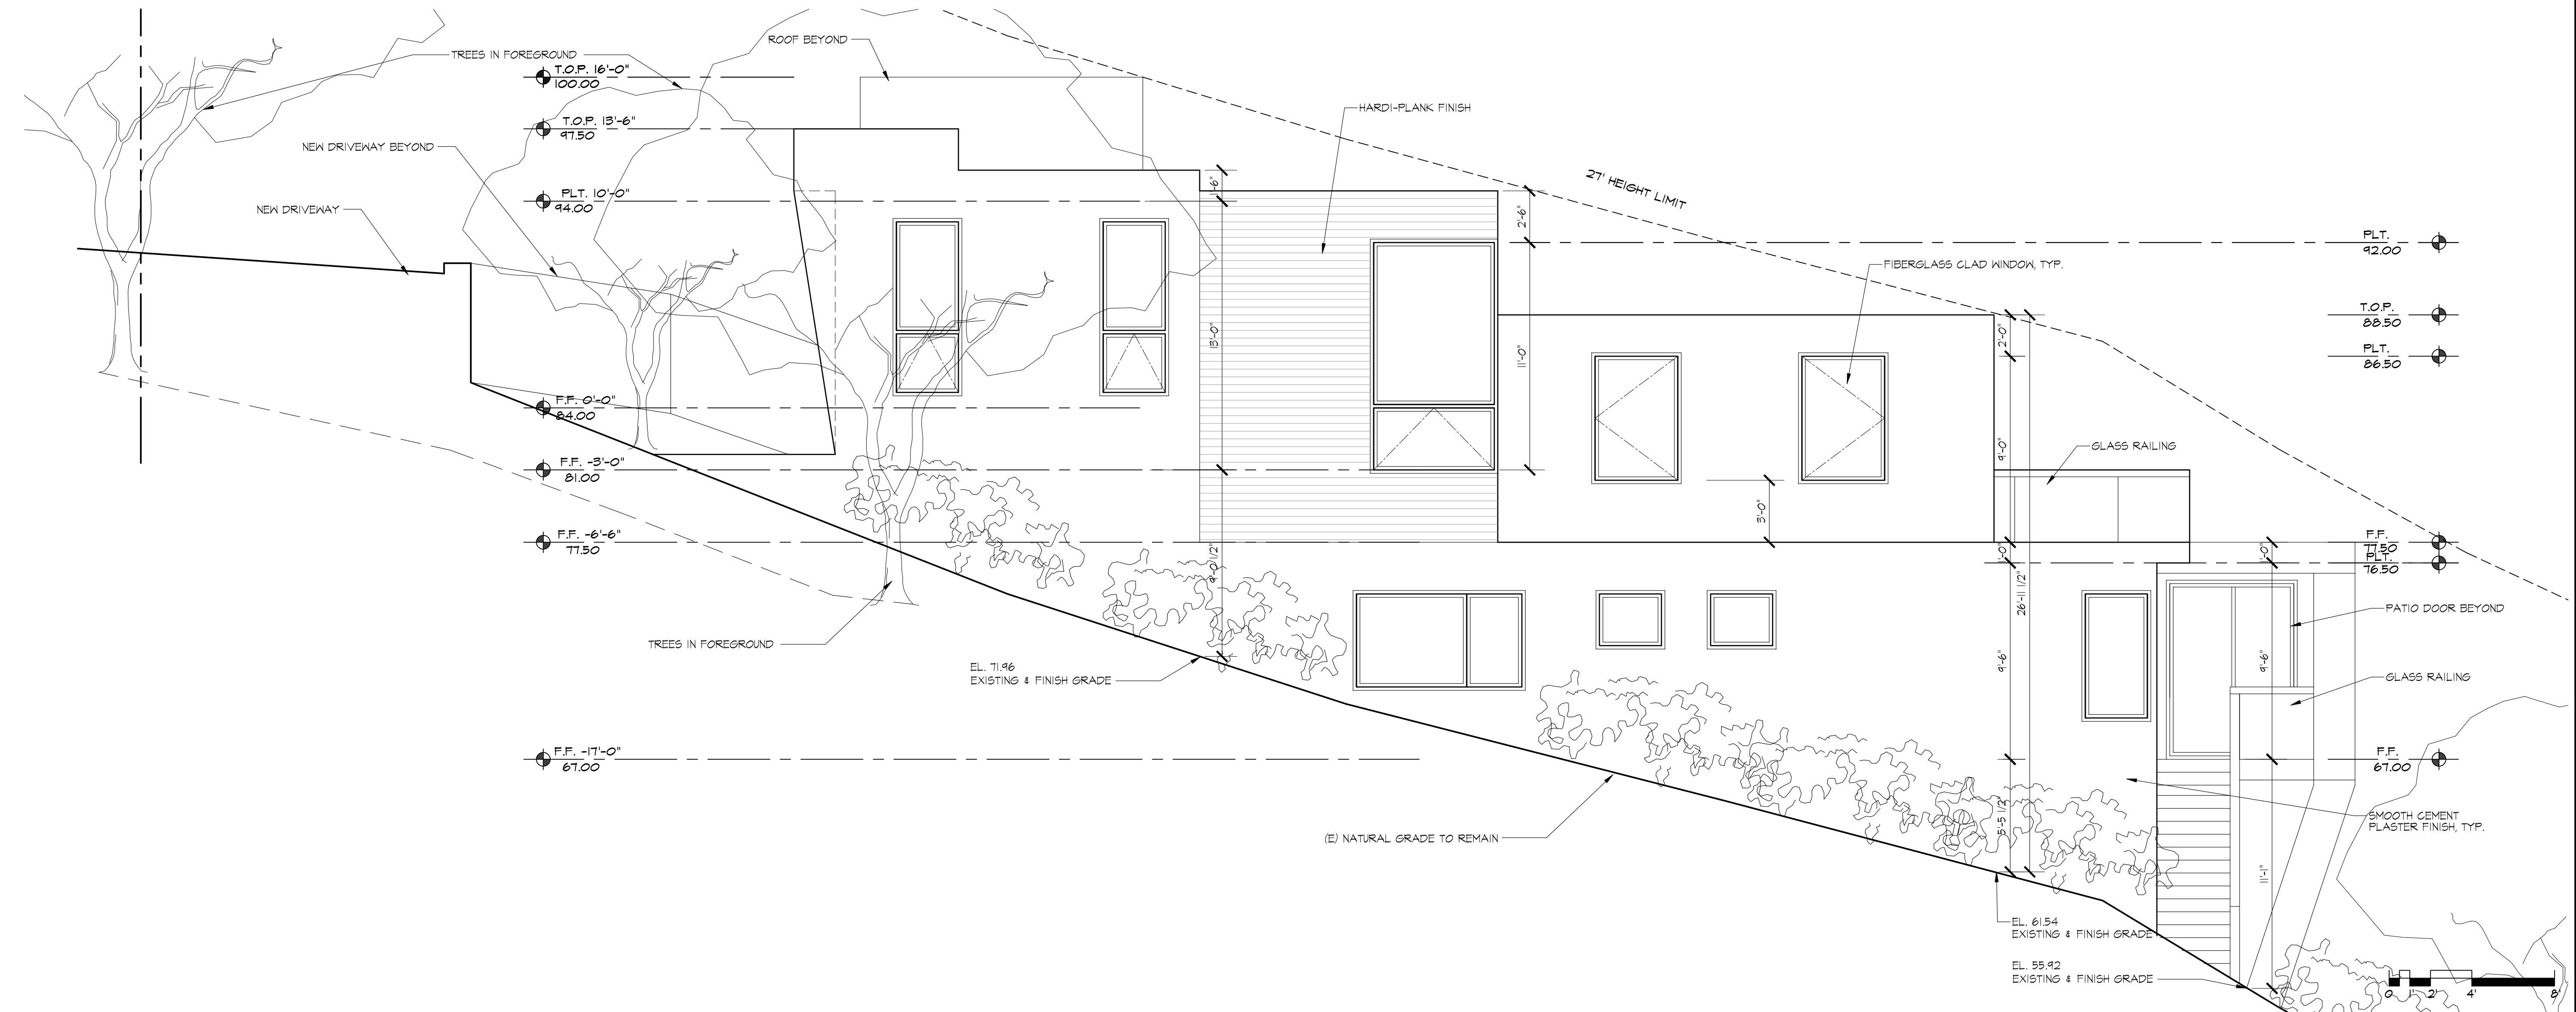 TREES IN FOREGROUND
ROOF BEYOND
T.O.P. 16'-0"
100.00
HARDI-PLANK FINISH
T.O.P. 13'-6"
97.50
NEW DRIVEWAY BEYOND
27' HEIGHT LIMIT
1'-6"
PLT. 10'-0"
94.00
NEW DRIVEWAY
2'-6"
PLT.
92.00
FIBERGLASS CLAD WINDOW, TYP.
T.O.P.
88.50
13'-0"
2'-0"
11'-0"
PLT.
86.50
F.F. 0'-0"
84.00
9'-0"
GLASS RAILING
F.F. -3'-0"
81.00
3'-0"
F.F. -6'-6"
77.50
F.F.
77.50
1'-0"
1'-0"
PLT.
76.50
9'-0 1/2"
26'-11 1/2"
PATIO DOOR BEYOND
TREES IN FOREGROUND
9'-6"
9'-6"
EL. 71.96
EXISTING & FINISH GRADE
GLASS RAILING
F.F. -17'-0"
67.00
F.F.
67.00
5'-5 1/2"
SMOOTH CEMENT
PLASTER FINISH, TYP.
(E) NATURAL GRADE TO REMAIN
11'-1"
EL. 61.54
EXISTING & FINISH GRADE
EL. 55.92
EXISTING & FINISH GRADE
0 1' 2' 4' 8'